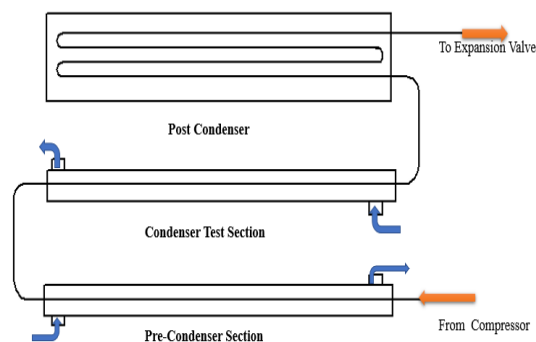 To Expansion Valve
Post Condenser
Condenser Test Section
From Compressor
Pre-Condenser Section